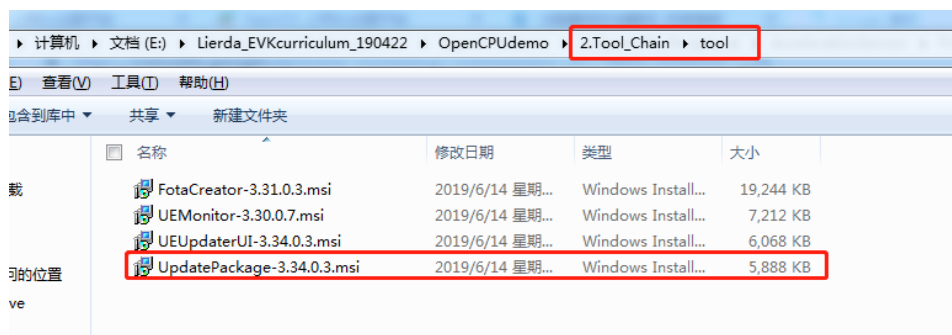 计算机 文档 (E:) Lierda_EVKcurriculum_190422 OpenCPUdemo 2.Tool_Chain tool
E) 查看(V) 工具(T) 帮助(H)
包含到库中 共享 新建文件夹
名称 修改日期 类型 大小
载 FotaCreator-3.31.0.3.msi 2019/6/14 星期... Windows Install... 19,244 KB
UEMonitor-3.30.0.7.msi 2019/6/14 星期... Windows Install... 7,212 KB
UEUpdaterUI-3.34.0.3.msi 2019/6/14 星期... Windows Install... 6,068 KB
问的位置 UpdatePackage-3.34.0.3.msi 2019/6/14 星期... Windows Install... 5,888 KB
ve